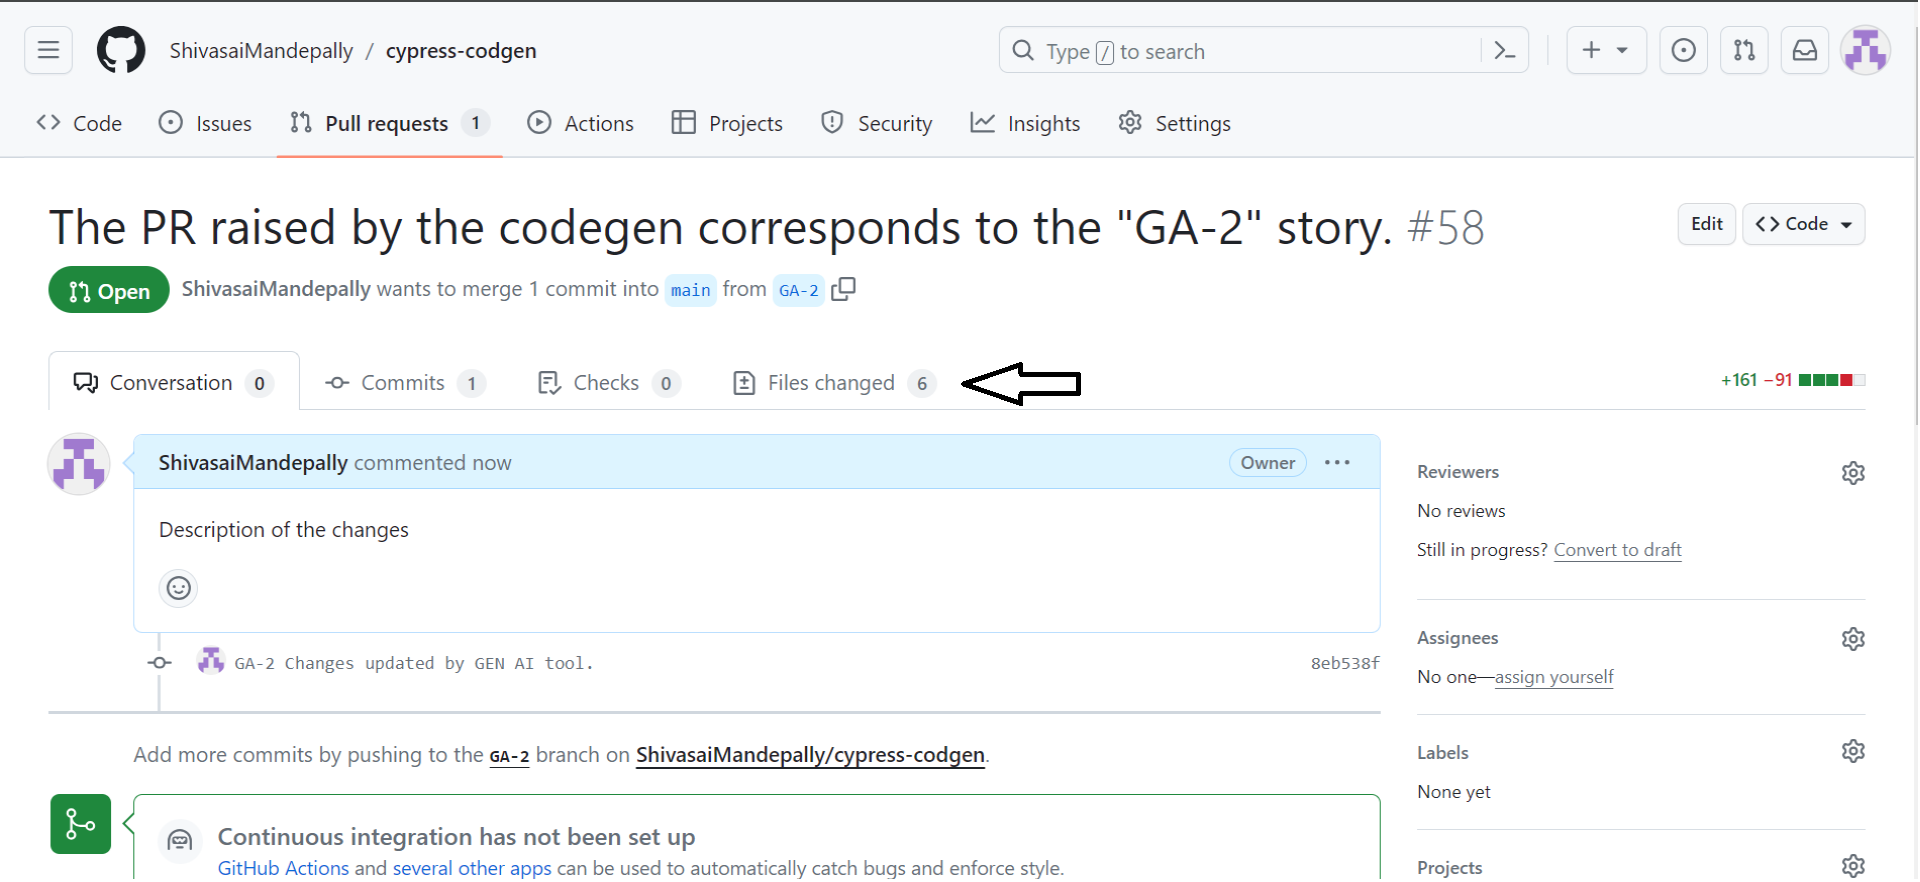 ShivasaiMandepally / cypress-codgen
Type / to search
Code
Issues
Pull requests 1
Actions
Projects
Security
Insights
Settings
The PR raised by the codegen corresponds to the "GA-2" story. #58
Edit
Code
Open
ShivasaiMandepally wants to merge 1 commit into main from GA-2
Conversation 0
Commits 1
Checks 0
Files changed 6
+161 −91
ShivasaiMandepally commented now
Owner
Description of the changes
GA-2 Changes updated by GEN AI tool.
8eb538f
Add more commits by pushing to the GA-2 branch on ShivasaiMandepally/cypress-codgen.
Continuous integration has not been set up
GitHub Actions and several other apps can be used to automatically catch bugs and enforce style.
Reviewers
No reviews
Still in progress? Convert to draft
Assignees
No one—assign yourself
Labels
None yet
Projects